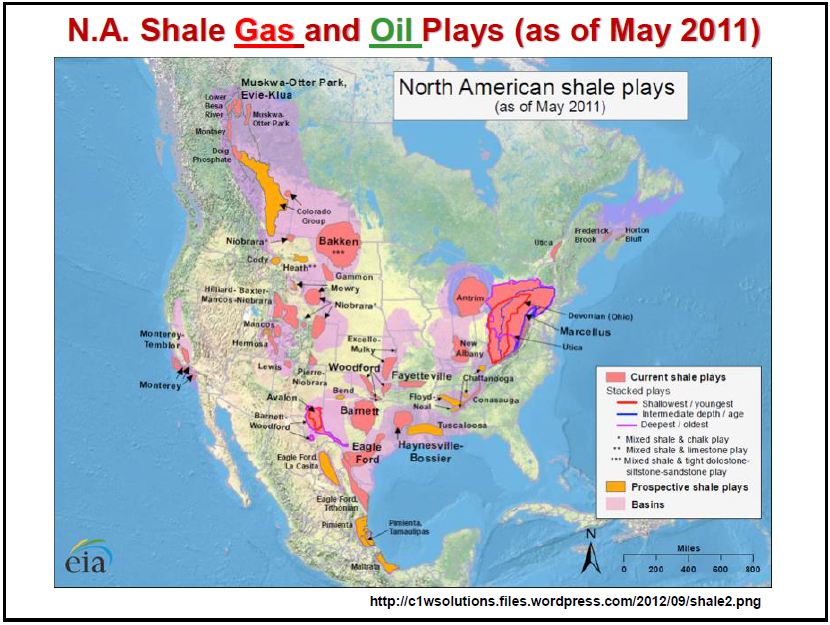 N.A. Shale Gas and Oil Plays (as of May 2011)
North American shale plays
(as of May 2011)
Muskwa-Otter Park,
Evie-Klua
Lower
Besa
River
Muskwa-
Otter Park
Montney
Doig
Phosphate
Colorado
Group
Niobrara*
Bakken
***
Cody
Heath**
Gammon
Mowry
Hilliard- Baxter-
Mancos-Niobrara
Niobrara*
Mancos
Hermosa
Lewis
Pierre-
Niobrara
Monterey-
Temblor
Monterey
Excello-
Mulky
Woodford
Bend
Fayetteville
Avalon
Barnett-
Woodford
Barnett
Eagle
Ford
Haynesville-
Bossier
Antrim
New
Albany
Chattanooga
Floyd-
Neal
Conasauga
Tuscaloosa
Utica
Frederick
Brook
Horton
Bluff
Devonian (Ohio)
Marcellus
Utica
Eagle Ford,
La Casita
Eagle Ford,
Tithonian
Pimienta
Pimienta,
Tamaulipas
Maltrata
Current shale plays
Stacked plays
Shallowest / youngest
Intermediate depth / age
Deepest / oldest
* Mixed shale & chalk play
** Mixed shale & limestone play
*** Mixed shale & tight dolostone-
siltstone-sandstone play
Prospective shale plays
Basins
N
Miles
0 200 400 600 800
eia
http://c1wsolutions.files.wordpress.com/2012/09/shale2.png